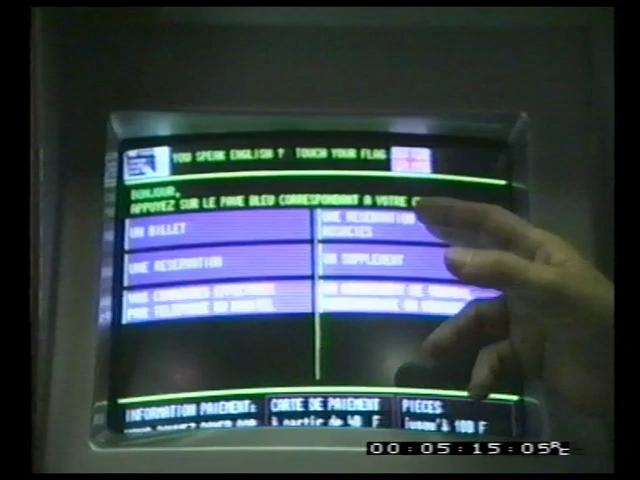 YOU SPEAK ENGLISH ? TOUCH YOUR FLAG
BONJOUR,
APPUYEZ SUR LE PAVE BLEU CORRESPONDANT A VOTRE
UN BILLET
UNE RESERVATION
ASSOCIES
UNE RESERVATION
UN SUPPLEMENT
VOS COMMANDES
PAR TELEPHONE OU MINITEL
INFORMATION PAIEMENT:
CARTE DE PAIEMENT
à partir de F
PIECES
jusqu'à 100 F
00:05:15:05